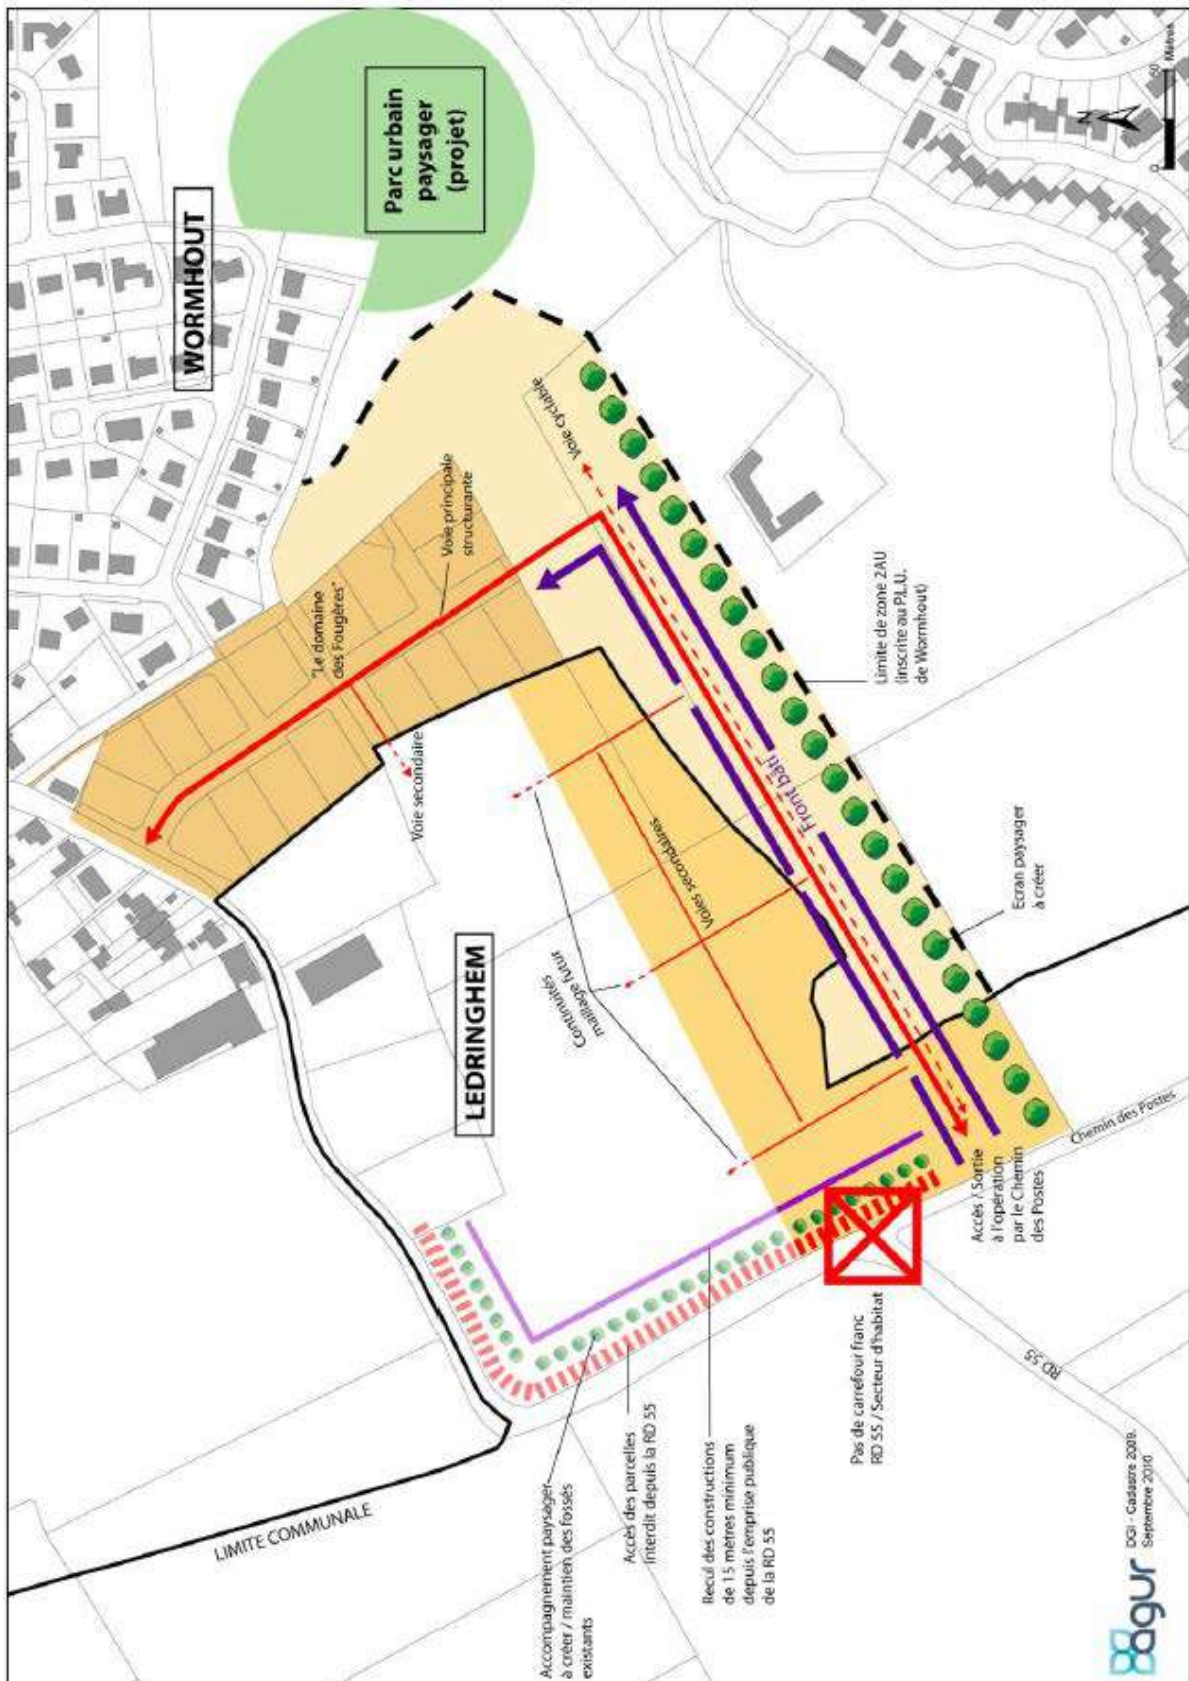 Parc urbain
paysager
(projet)
WORMHOUT
N
0
60
Mètres
Voie cyclable
Voie principale
structurante
"Le domaine
des Fougères"
Voie secondaire
Limite de zone 2AU
(inscrite au P.L.U.
de Wormhout)
Front bâti
Voies secondaires
Ecran paysager
à créer
Continuités
maillage futur
LEDRINGHEM
Chemin des Postes
Accès / Sortie
à l'opération
par le Chemin
des Postes
Pas de carrefour franc
RD 55 / Secteur d'habitat
RD 55
Recul des constructions
de 15 mètres minimum
depuis l'emprise publique
de la RD 55
Accès des parcelles
Interdit depuis la RD 55
Accompagnement paysager
à créer / maintien des fossés
existants
LIMITE COMMUNALE
agur
DGI - Cadastre 2009.
Septembre 2010